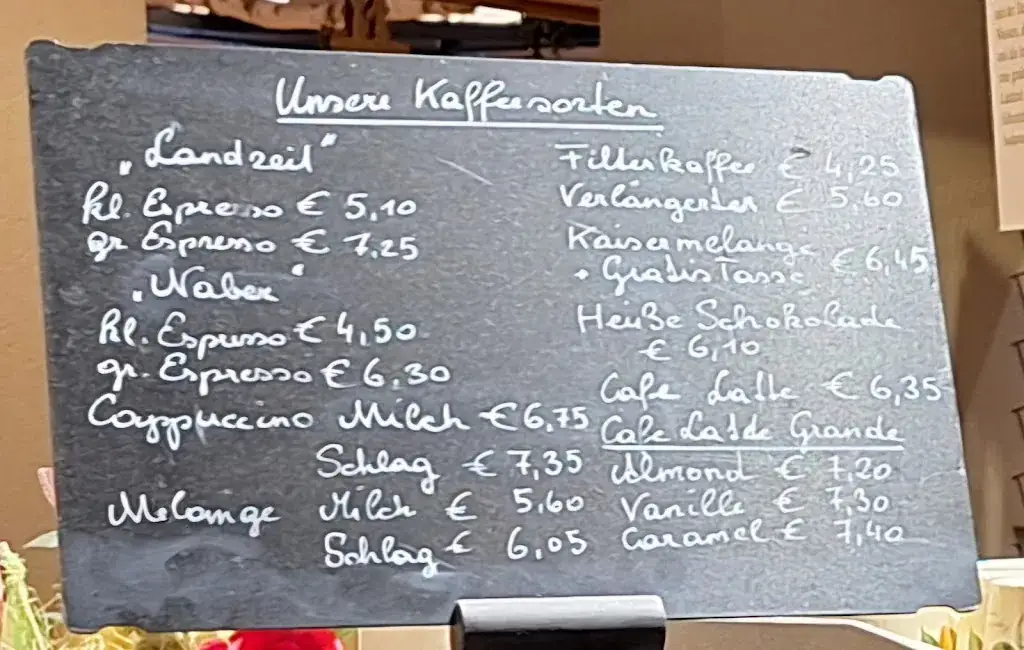 Unsere Kaffeesorten
„Landzeit"
kl. Espresso € 5,10
gr Espresso € 7,25
„Naber"
kl. Espresso € 4,50
gr. Espresso € 6,30
Cappuccino Milch € 6,75
Schlag € 7,35
Melange Milch € 5,60
Schlag € 6,05
Filterkaffee € 4,25
Verlängerter € 5,60
Kaisermelange
+ Gratis Tasse € 6,45
Heiße Schokolade
€ 6,10
Cafe Latte € 6,35
Cafe Latte Grande
Almond € 7,20
Vanille € 7,30
Caramel € 7,40